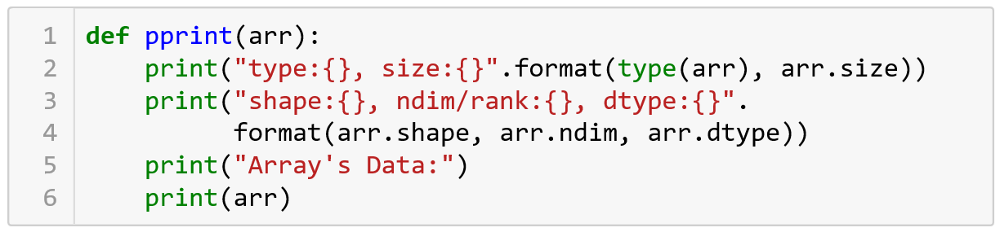 1 def pprint(arr):
2     print("type:{}, size:{}".format(type(arr), arr.size))
3     print("shape:{}, ndim/rank:{}, dtype:{}".
4           format(arr.shape, arr.ndim, arr.dtype))
5     print("Array's Data:")
6     print(arr)